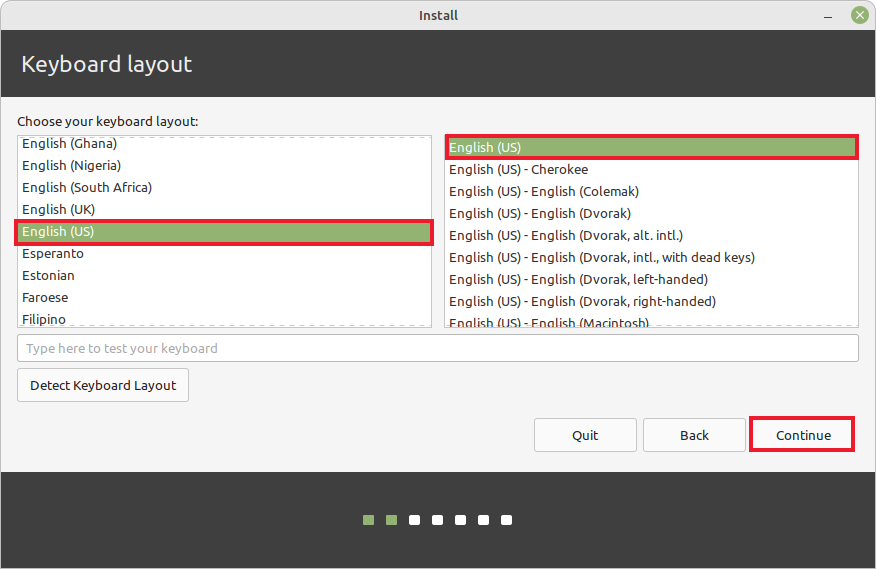 Install
Keyboard layout
Choose your keyboard layout:
English (Ghana)
English (Nigeria)
English (South Africa)
English (UK)
English (US)
Esperanto
Estonian
Faroese
Filipino
English (US)
English (US) - Cherokee
English (US) - English (Colemak)
English (US) - English (Dvorak)
English (US) - English (Dvorak, alt. intl.)
English (US) - English (Dvorak, intl., with dead keys)
English (US) - English (Dvorak, left-handed)
English (US) - English (Dvorak, right-handed)
English (US) - English (Macintosh)
Type here to test your keyboard
Detect Keyboard Layout
Quit
Back
Continue